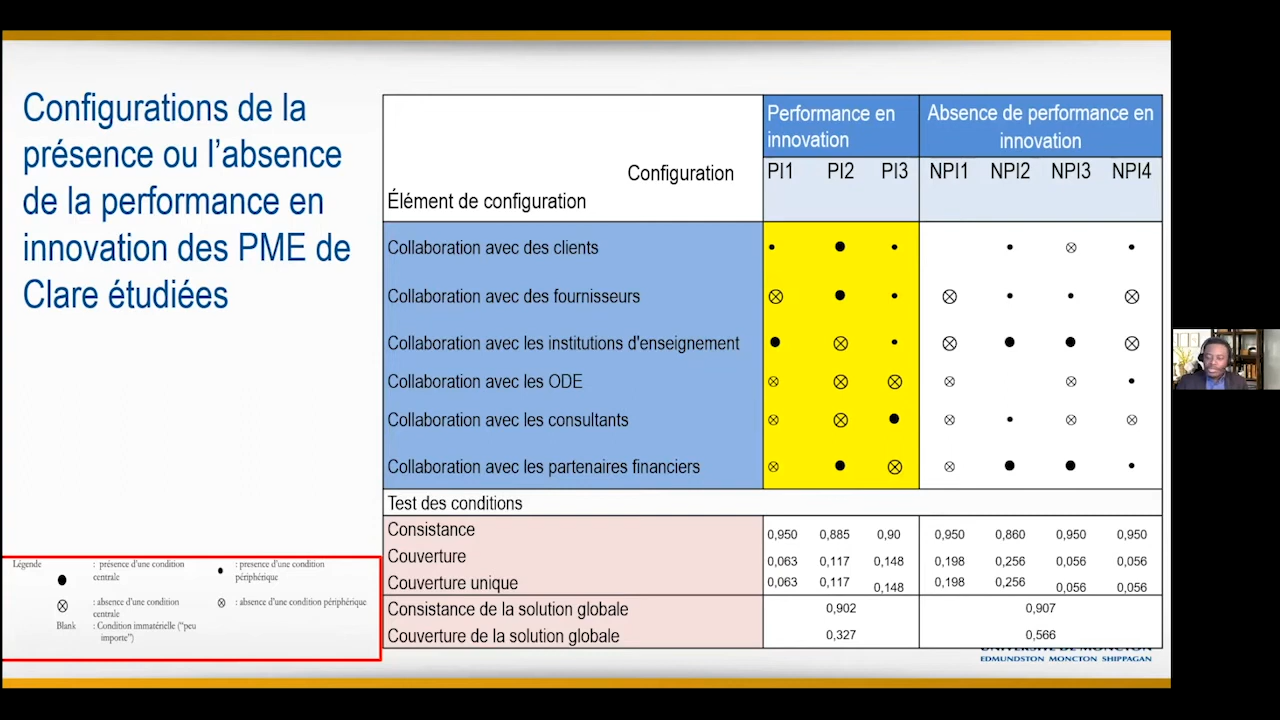 Configurations de la
présence ou l’absence
de la performance en
innovation des PME de
Clare étudiées
Configuration
Élément de configuration
Performance en
innovation
Absence de performance en
innovation
PI1 PI2 PI3 NPI1 NPI2 NPI3 NPI4
Collaboration avec des clients
Collaboration avec des fournisseurs
Collaboration avec les institutions d'enseignement
Collaboration avec les ODE
Collaboration avec les consultants
Collaboration avec les partenaires financiers
Test des conditions
Consistance 0,950 0,885 0,90 0,950 0,860 0,950 0,950
Couverture 0,063 0,117 0,148 0,198 0,256 0,056 0,056
Couverture unique 0,063 0,117 0,148 0,198 0,256 0,056 0,056
Consistance de la solution globale 0,902 0,907
Couverture de la solution globale 0,327 0,566
Légende
: présence d'une condition
centrale
: presence d'une condition
périphérique
: absence d'une condition
centrale
: absence d'une condition périphérique
Blank : Condition immatérielle (“peu
importe”)
UNIVERSITÉ DE MONCTON
EDMUNDSTON MONCTON SHIPPAGAN